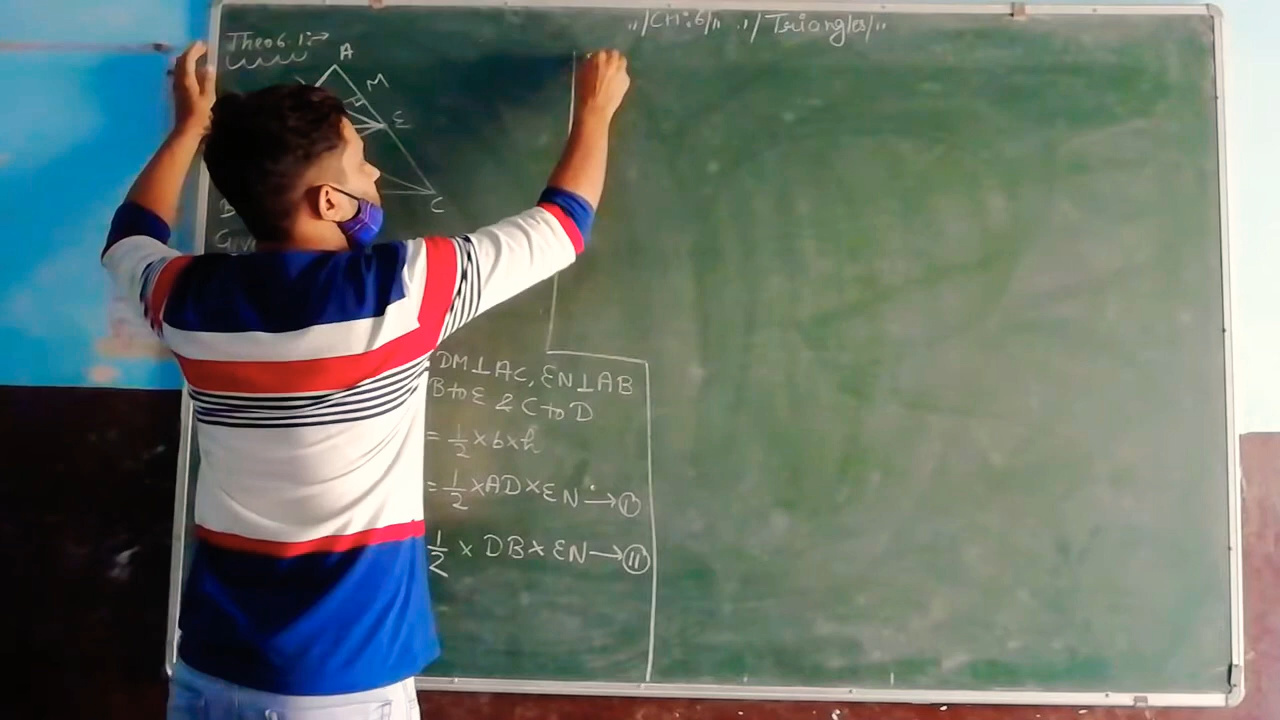 ,,/CH:6/,, ,,/Triangles/,,
Theo 6.1:→
A
M
E
C
B
Give
DM⊥AC, EN⊥AB
B to E & C to D
= 1/2 × b × h
= 1/2 × AD × EN → (i)
1/2 × DB × EN → (ii)